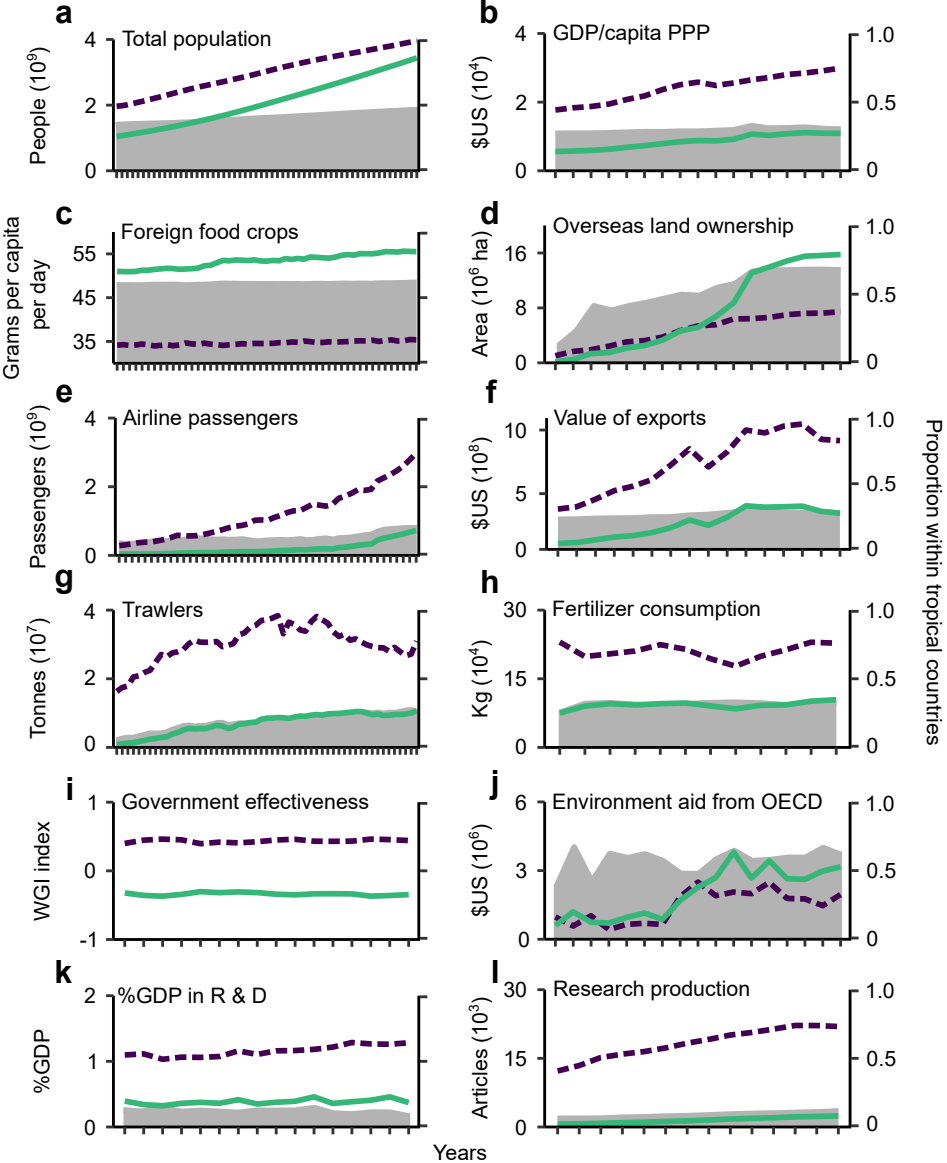 a
Total population
People (10⁹)
4
2
0
b
GDP/capita PPP
$US (10⁴)
4
2
0
1.0
0.5
0
c
Foreign food crops
Grams per capita
per day
55
45
35
d
Overseas land ownership
Area (10⁶ ha)
16
8
0
1.0
0.5
0
e
Airline passengers
Passengers (10⁹)
4
2
0
f
Value of exports
$US (10⁸)
10
5
0
1.0
0.5
0
g
Trawlers
Tonnes (10⁷)
4
2
0
h
Fertilizer consumption
Kg (10⁴)
30
15
0
1.0
0.5
0
i
Government effectiveness
WGI index
1
0
-1
j
Environment aid from OECD
$US (10⁶)
6
3
0
1.0
0.5
0
k
%GDP in R & D
%GDP
2
1
0
l
Research production
Articles (10³)
30
15
0
1.0
0.5
0
Proportion within tropical countries
Years